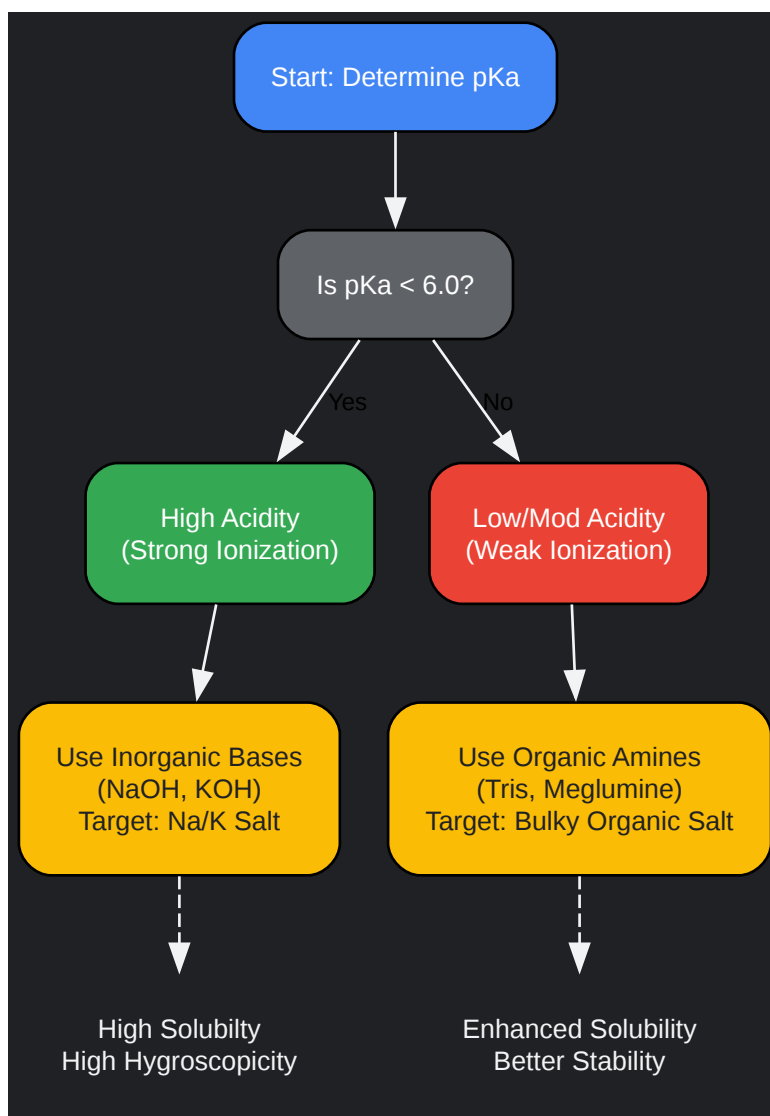 Start: Determine pKa
Is pKa < 6.0?
Yes
No
High Acidity
(Strong Ionization)
Low/Mod Acidity
(Weak Ionization)
Use Inorganic Bases
(NaOH, KOH)
Target: Na/K Salt
Use Organic Amines
(Tris, Meglumine)
Target: Bulky Organic Salt
High Solubilty
High Hygroscopicity
Enhanced Solubility
Better Stability